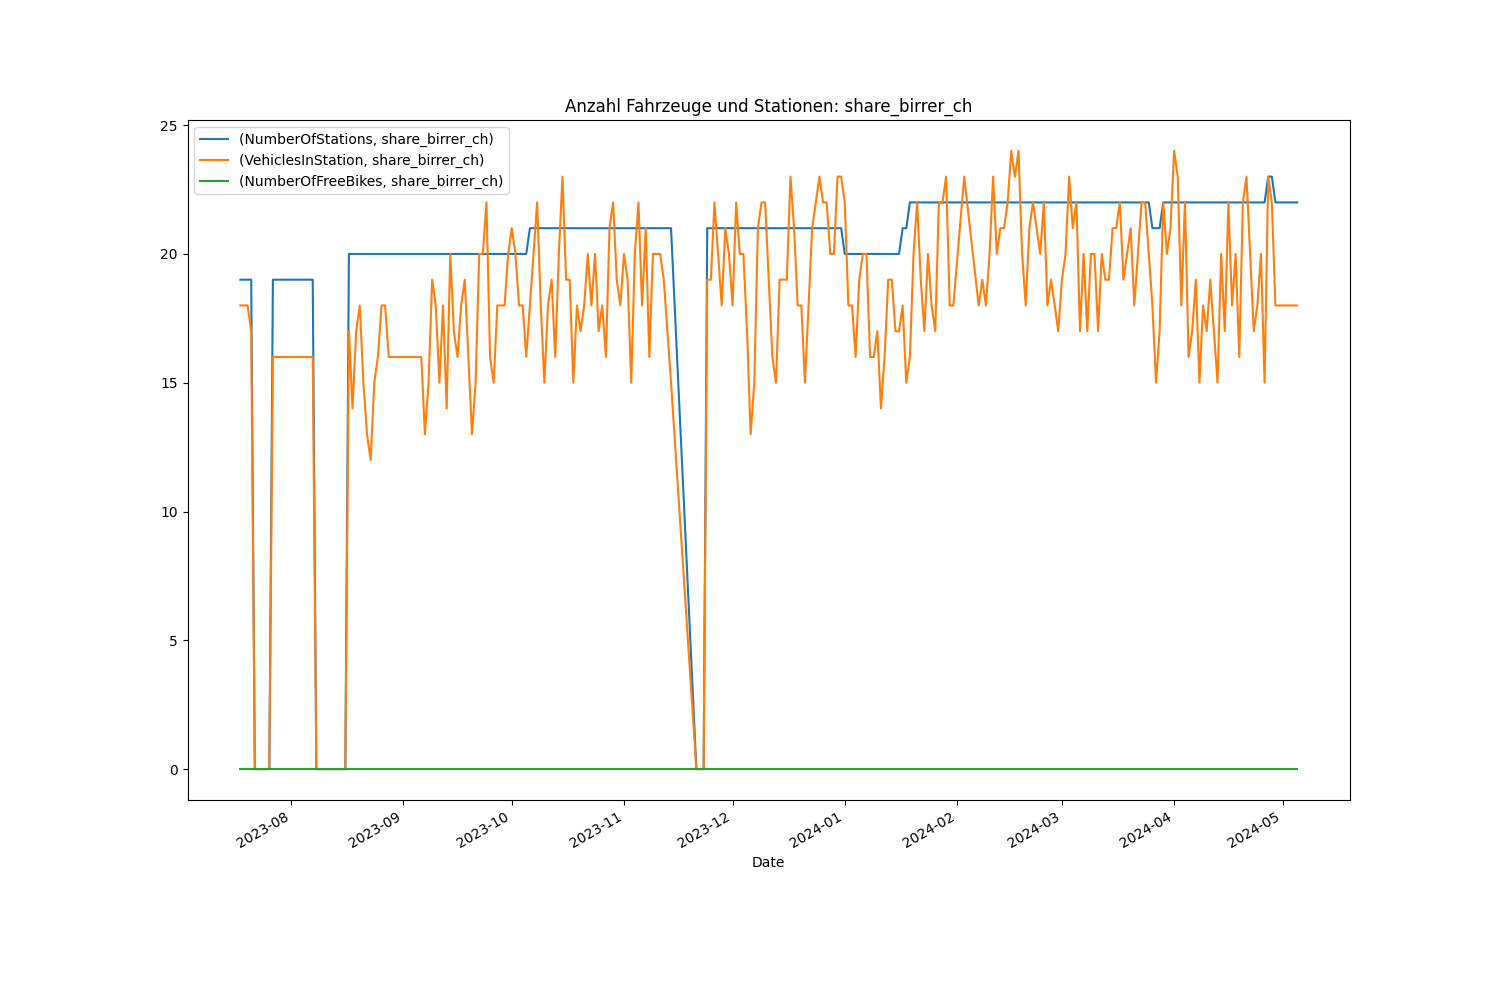 Anzahl Fahrzeuge und Stationen: share_birrer_ch
25
(NumberOfStations, share_birrer_ch)
(VehiclesInStation, share_birrer_ch)
(NumberOfFreeBikes, share_birrer_ch)
20
15
10
5
0
2023-08 2023-09 2023-10 2023-11 2023-12 2024-01 2024-02 2024-03 2024-04 2024-05
Date